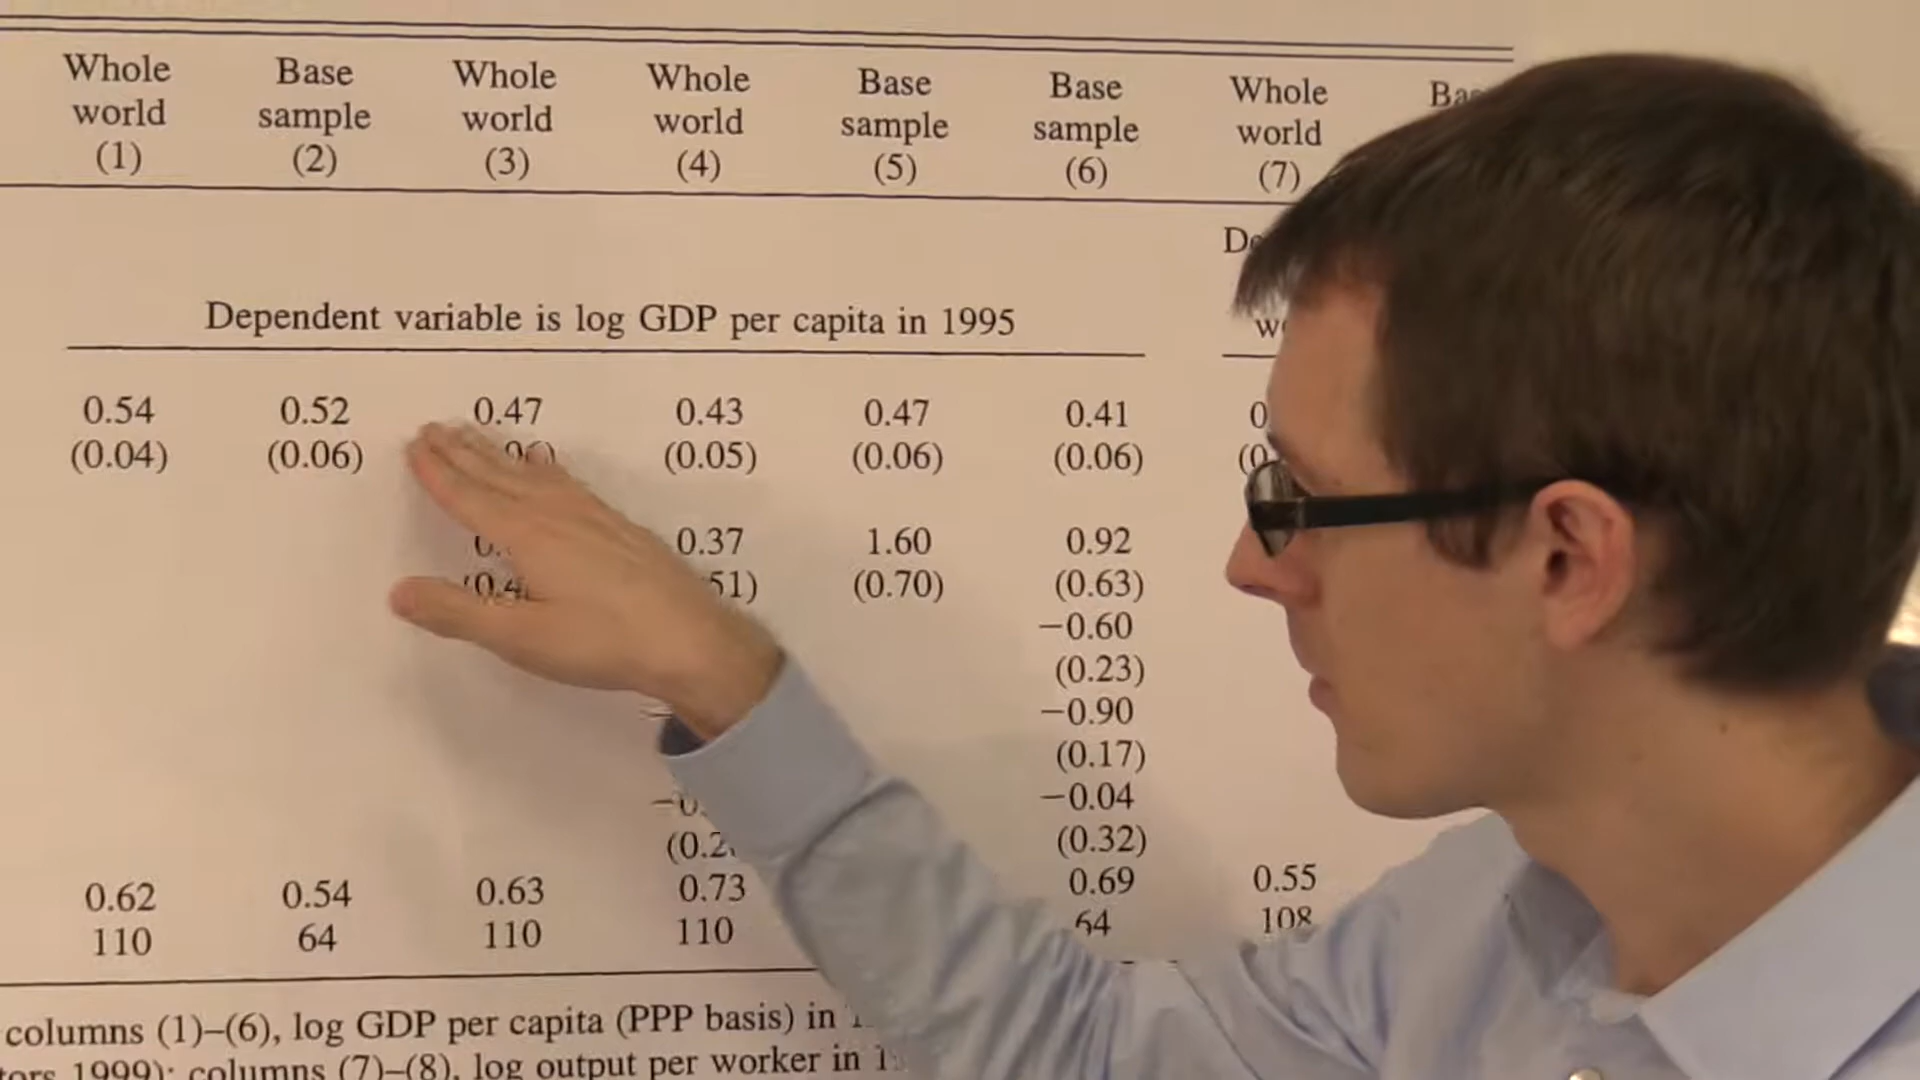 Whole Base Whole Whole Base Base Whole
world sample world world sample sample world
(1) (2) (3) (4) (5) (6) (7)
Dependent variable is log GDP per capita in 1995
0.54 0.52 0.47 0.43 0.47 0.41
(0.04) (0.06) (0.05) (0.06) (0.06)
0.37 1.60 0.92
(0.70) (0.63)
−0.60
(0.23)
−0.90
(0.17)
−0.04
(0.32)
0.62 0.54 0.63 0.73 0.69 0.55
110 64 110 110 64 108
columns (1)–(6), log GDP per capita (PPP basis) in
1999); columns (7)–(8), log output per worker in